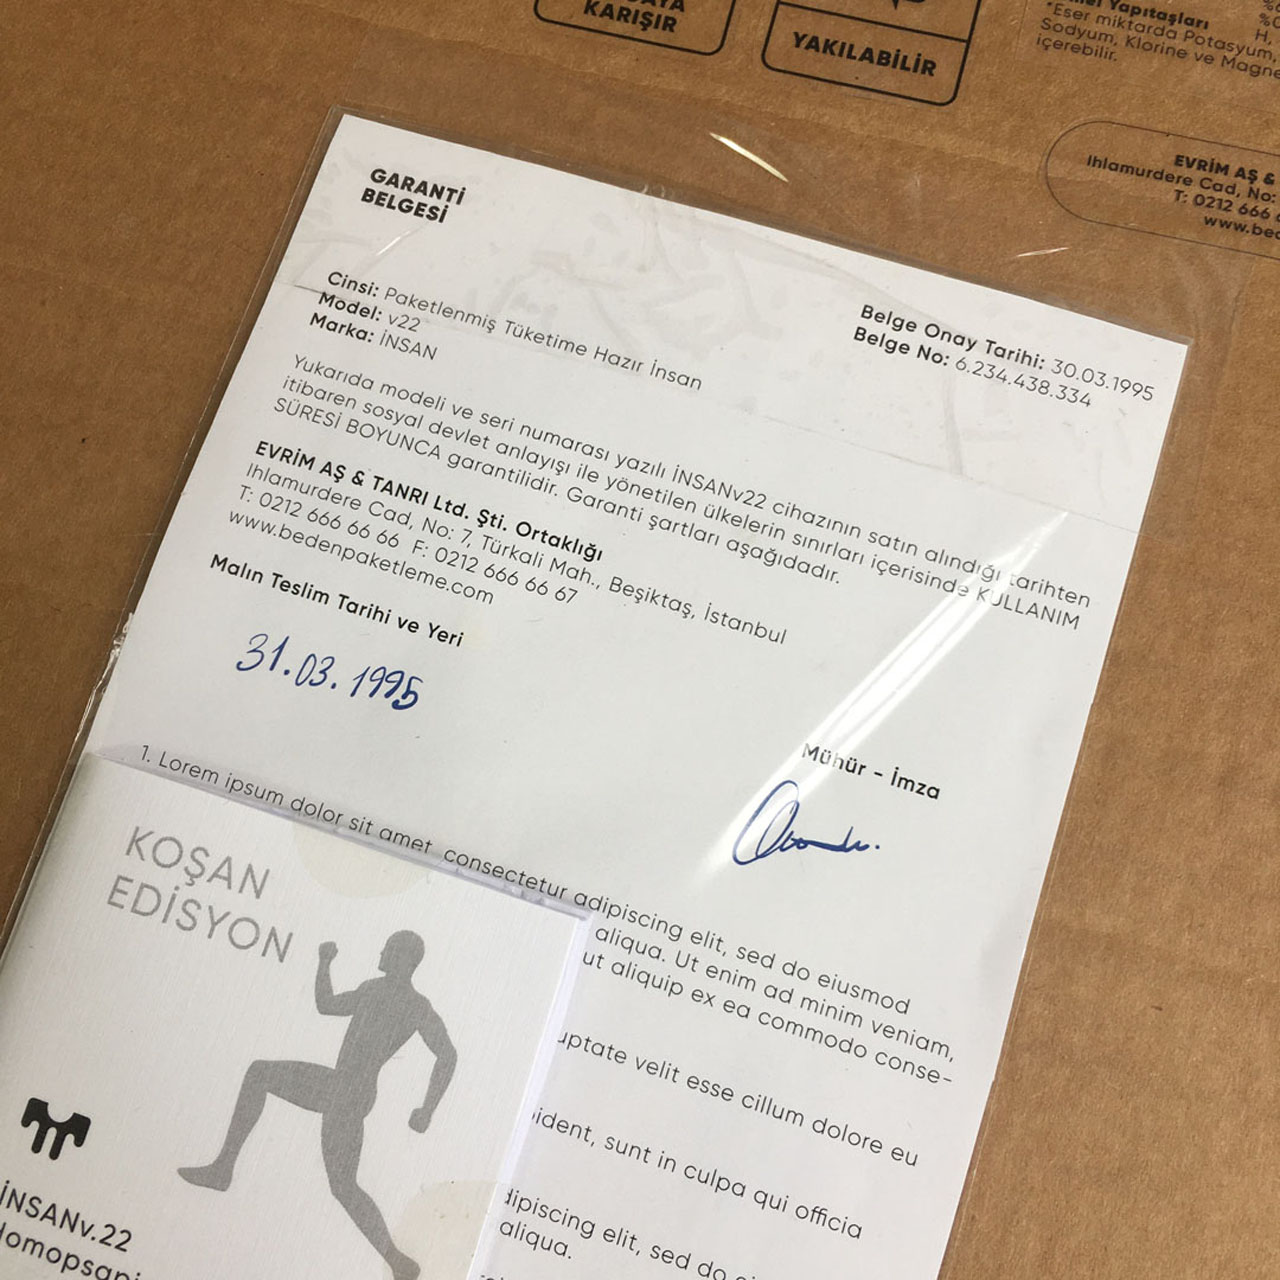 KARIŞIR
YAKILABİLİR
Yapıtaşları
*Eser miktarda Potasyum,
Sodyum, Klorine ve
içerebilir.
EVRİM AŞ &
Ihlamurdere Cad, No:
T: 0212 666
GARANTİ
BELGESİ
Cinsi: Paketlenmiş Tüketime Hazır İnsan
Model: v22
Marka: İNSAN
Belge Onay Tarihi: 30.03.1995
Belge No: 6.234.438.334
Yukarıda modeli ve seri numarası yazılı İNSANv22 cihazının satın alındığı tarihten
itibaren sosyal devlet anlayışı ile yönetilen ülkelerin sınırları içerisinde KULLANIM
SÜRESİ BOYUNCA garantilidir. Garanti şartları aşağıdadır.
EVRİM AŞ & TANRI Ltd. Şti. Ortaklığı
Ihlamurdere Cad, No: 7, Türkali Mah., Beşiktaş, İstanbul
T: 0212 666 66 66 F: 0212 666 66 67
www.bedenpaketleme.com
Malın Teslim Tarihi ve Yeri
31.03.1995
Mühür - İmza
1. Lorem ipsum dolor sit amet consectetur adipiscing elit, sed do eiusmod
aliqua. Ut enim ad minim veniam,
ut aliquip ex ea commodo conse-
velit esse cillum dolore eu
sunt in culpa qui officia
elit, sed do
aliqua.
KOŞAN
EDİSYON
İNSANv.22